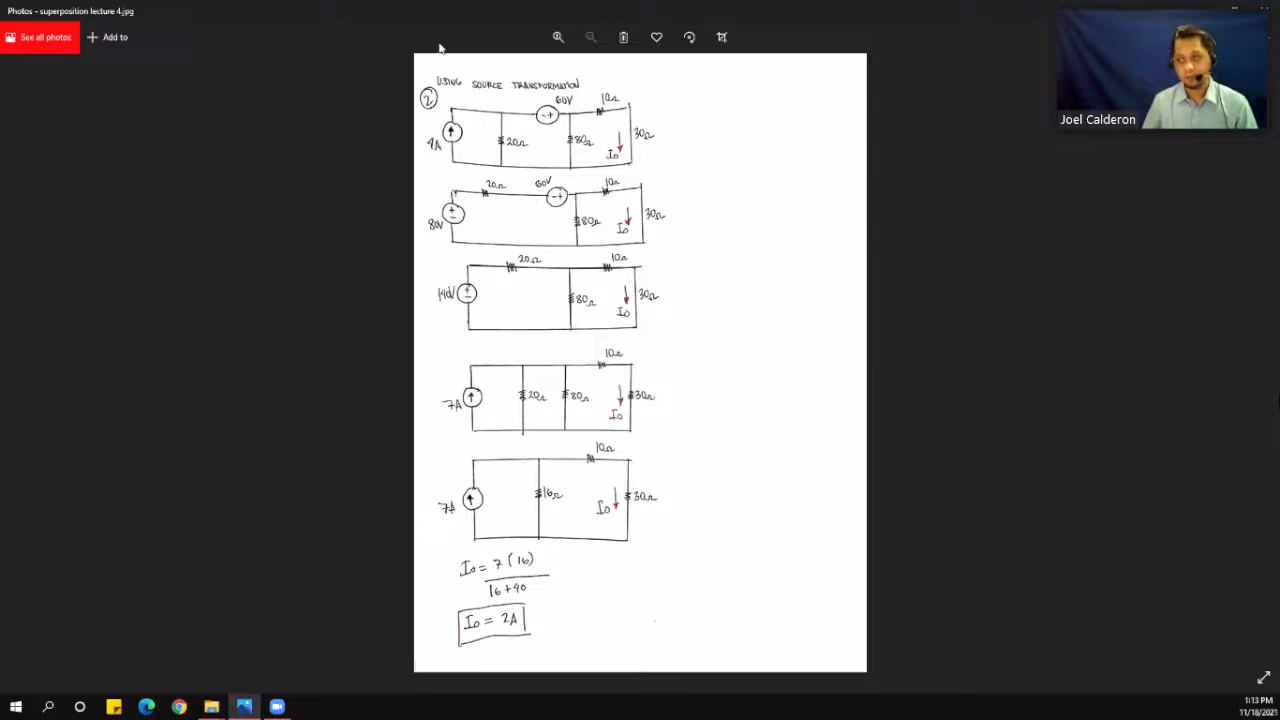 Photos - superposition lecture 4.jpg
See all photos
Add to
Joel Calderon
USING SOURCE TRANSFORMATION
2
60V
10Ω
4A
20Ω
80Ω
Io
30Ω
20Ω
60V
10Ω
80V
80Ω
Io
30Ω
20Ω
10Ω
140V
80Ω
Io
30Ω
10Ω
7A
20Ω
80Ω
Io
30Ω
10Ω
7A
16Ω
Io
30Ω
Io = 7(16)
16+40
Io = 2A
1:13 PM
11/18/2021